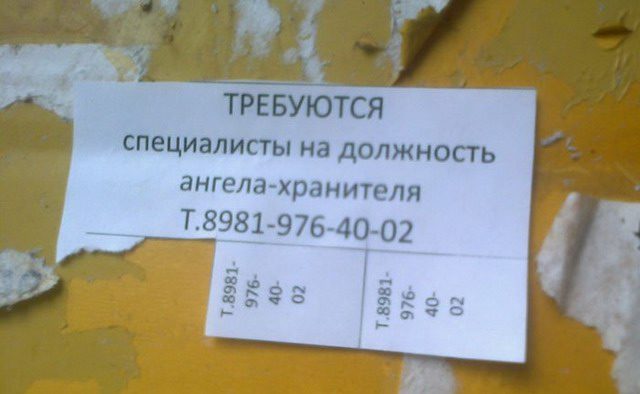 ТРЕБУЮТСЯ
специалисты на должность
ангела-хранителя
Т.8981-976-40-02
Т.8981-
976-
40-
02
Т.8981-
976-
40-
02